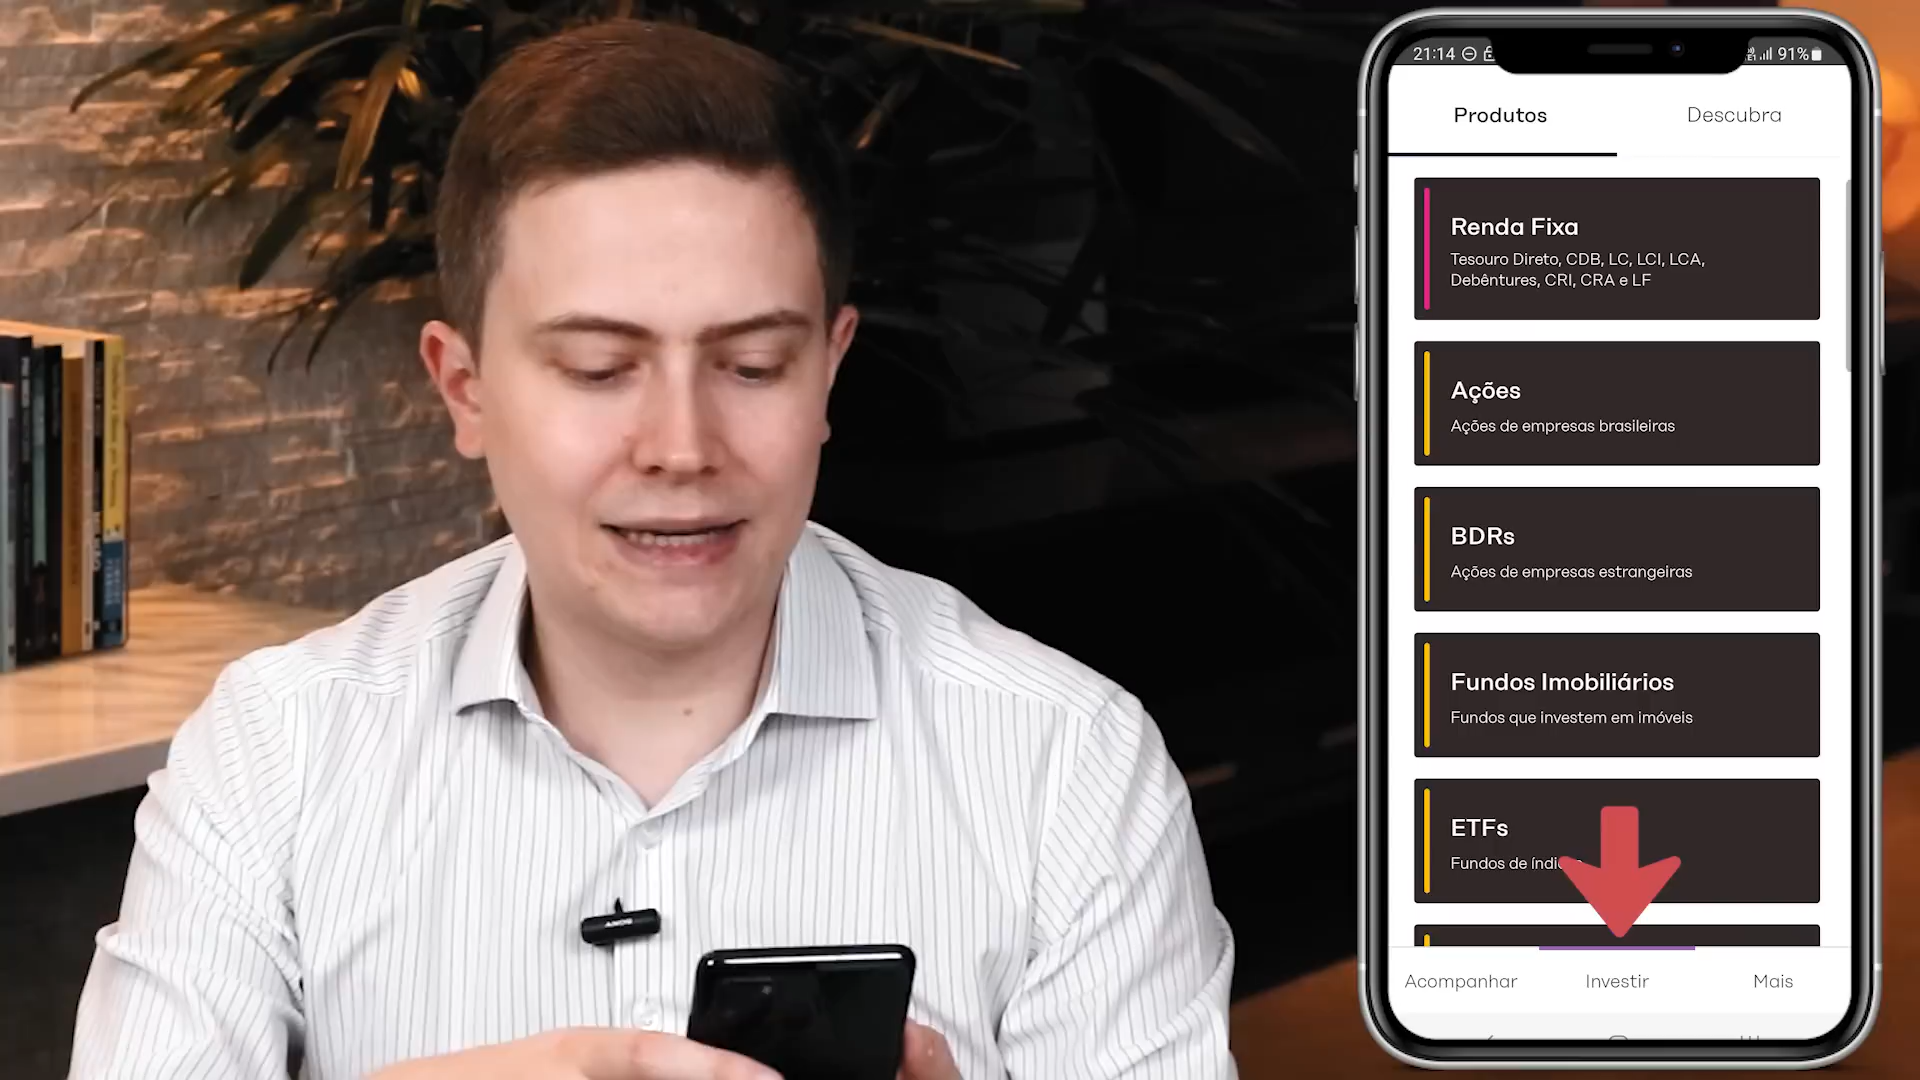 21:14
91%
Produtos
Descubra
Renda Fixa
Tesouro Direto, CDB, LC, LCI, LCA,
Debêntures, CRI, CRA e LF
Ações
Ações de empresas brasileiras
BDRs
Ações de empresas estrangeiras
Fundos Imobiliários
Fundos que investem em imóveis
ETFs
Fundos de
Acompanhar
Investir
Mais
SONY